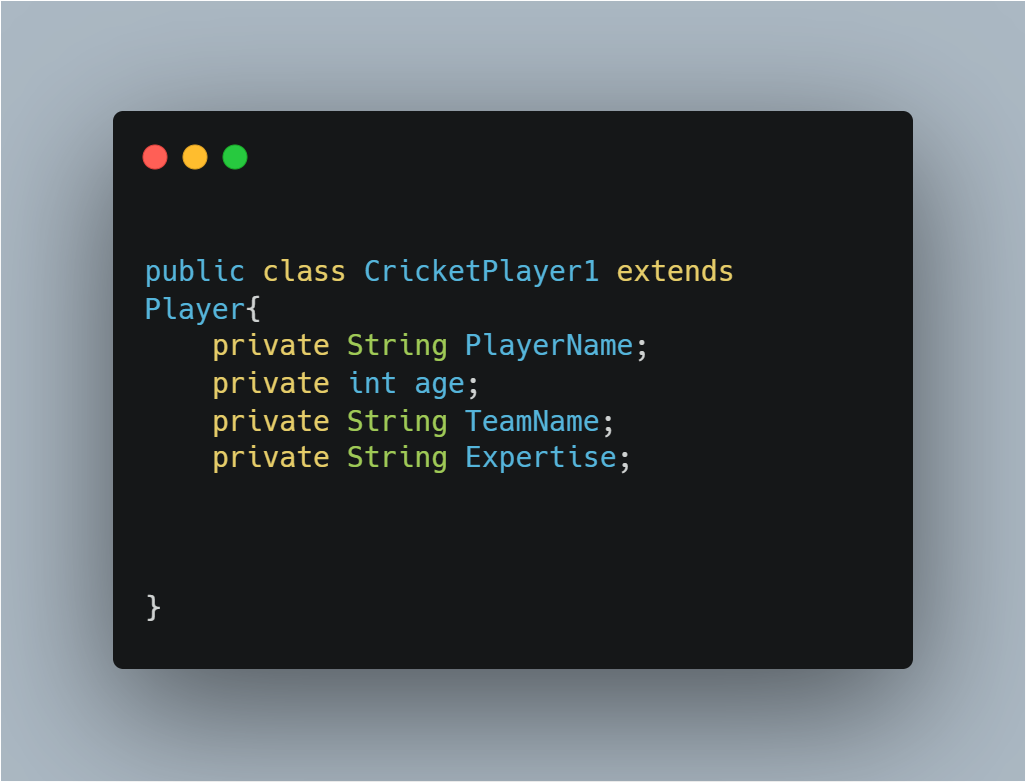 public class CricketPlayer1 extends
Player{
    private String PlayerName;
    private int age;
    private String TeamName;
    private String Expertise;
}